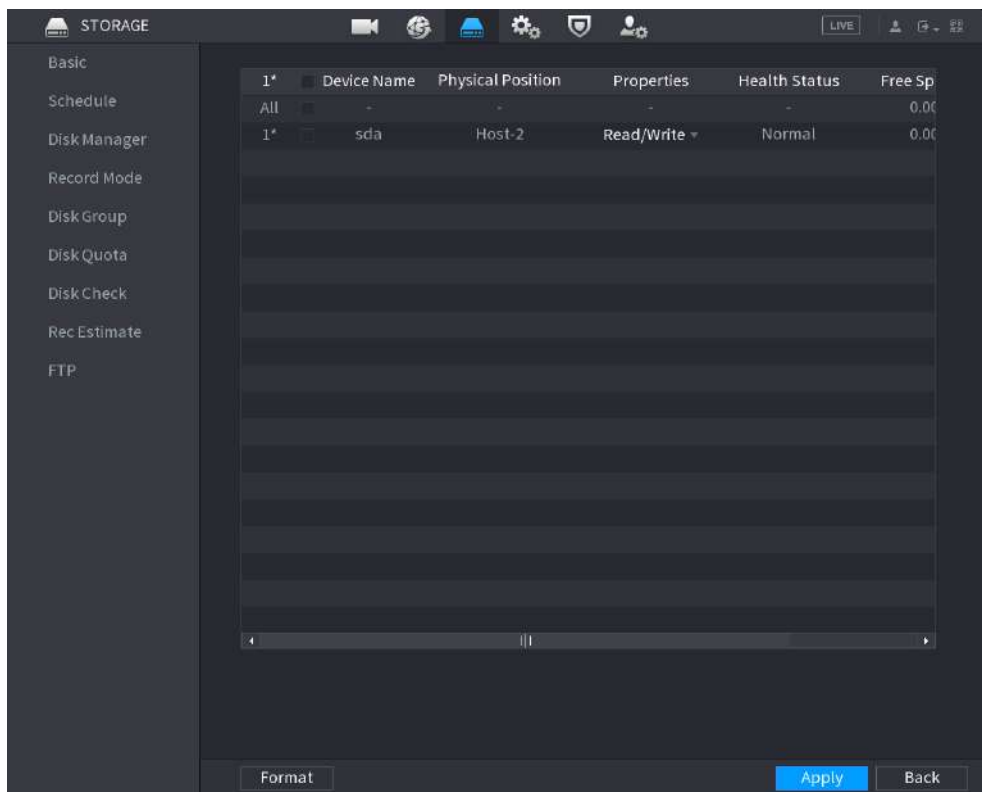 STORAGE
LIVE
Basic
Schedule
Disk Manager
Record Mode
Disk Group
Disk Quota
Disk Check
Rec Estimate
FTP
1* Device Name Physical Position Properties Health Status Free Sp
All - - - - 0.00
1* sda Host-2 Read/Write Normal 0.00
Format Apply Back